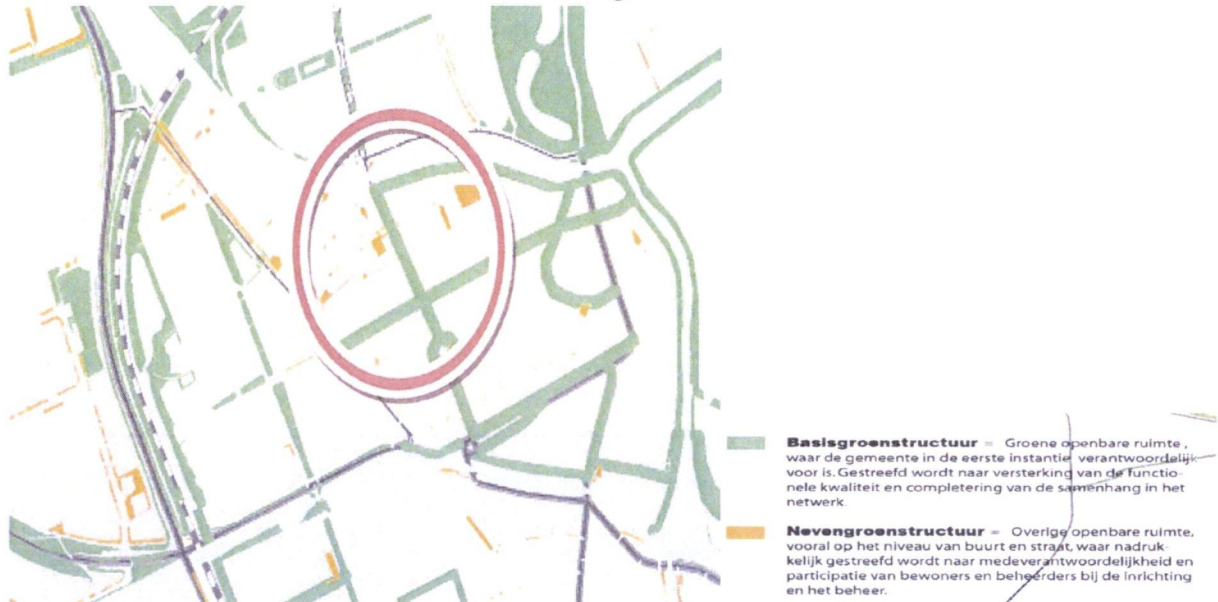 Basisgroenstructuur = Groene openbare ruimte,
waar de gemeente in de eerste instantie verantwoordelijk
voor is. Gestreefd wordt naar versterking van de functio-
nele kwaliteit en completering van de samenhang in het
netwerk.
Nevengroenstructuur = Overige openbare ruimte,
vooral op het niveau van buurt en straat, waar nadruk-
kelijk gestreefd wordt naar medeverantwoordelijkheid en
participatie van bewoners en beheerders bij de inrichting
en het beheer.